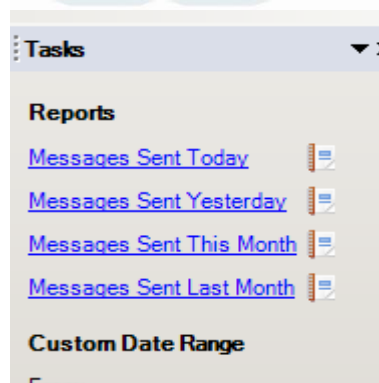 Tasks
Reports
Messages Sent Today
Messages Sent Yesterday
Messages Sent This Month
Messages Sent Last Month
Custom Date Range